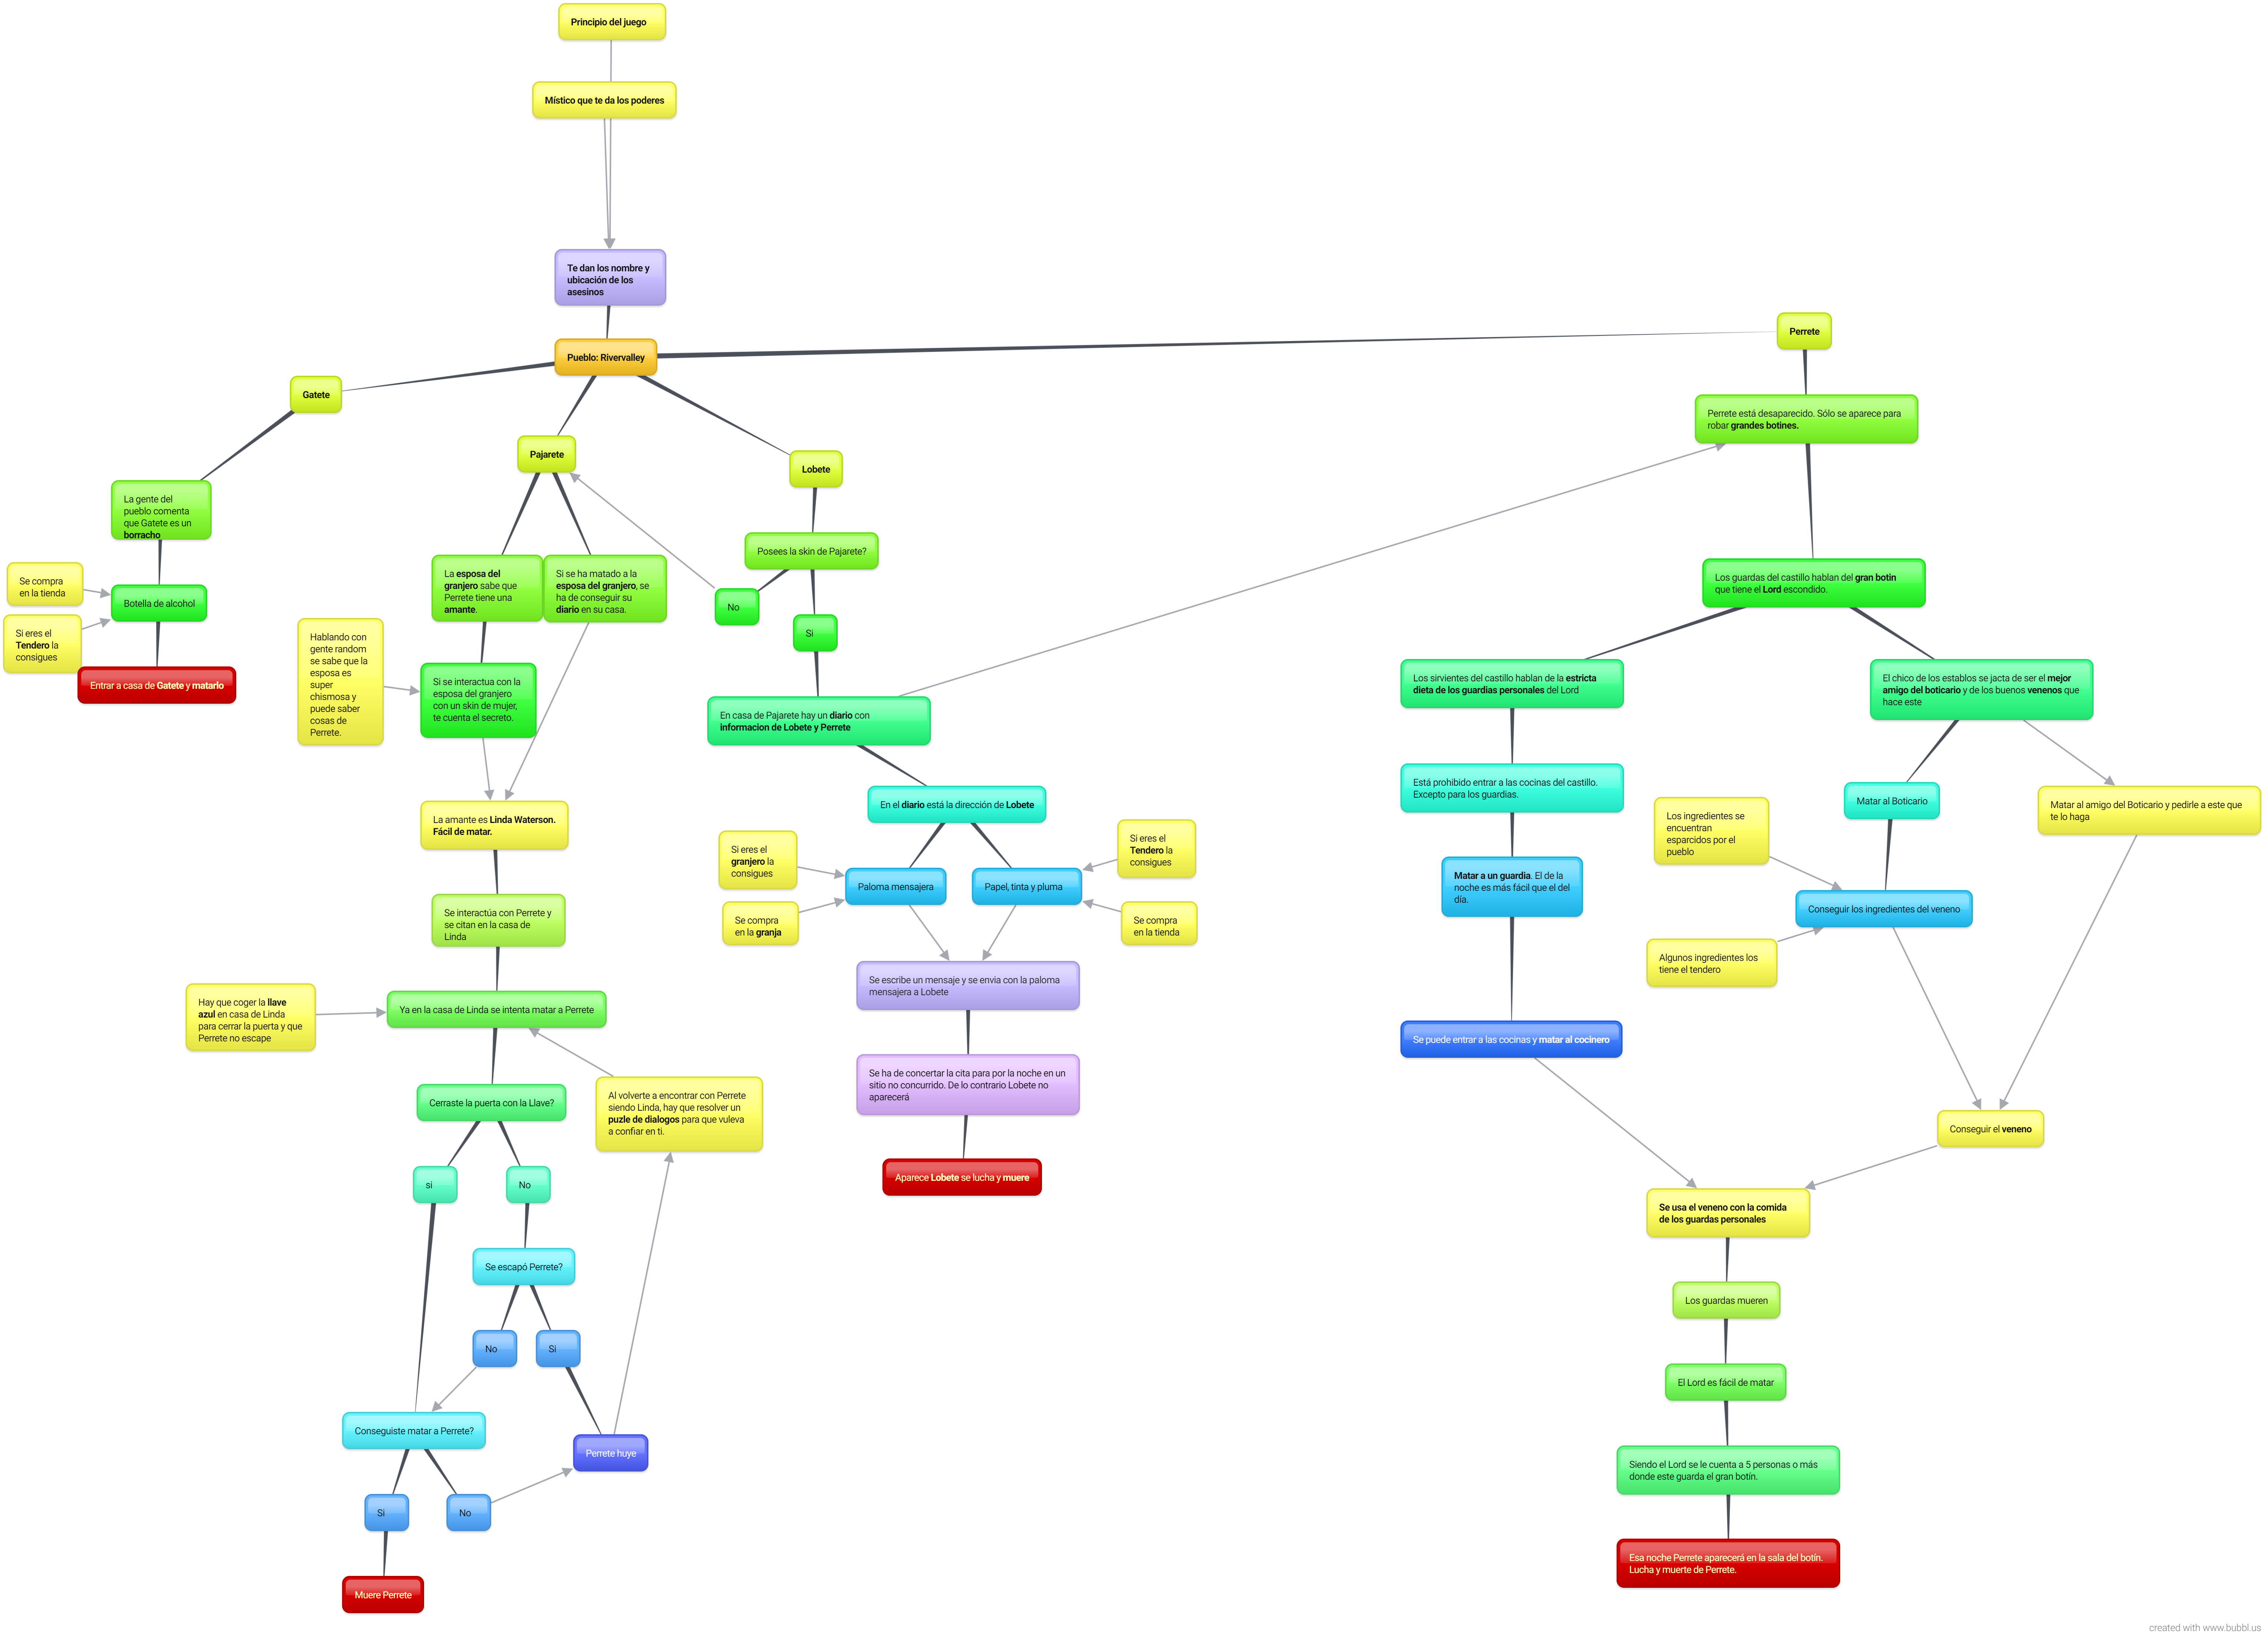 Principio del juego
Místico que te da los poderes
Te dan los nombre y
ubicación de los
asesinos
Pueblo: Rivervalley
Gatete
La gente del
pueblo comenta
que Gatete es un
borracho
Se compra
en la tienda
Si eres el
Tendero la
consigues
Botella de alcohol
Entrar a casa de Gatete y matarlo
Pajarete
La esposa del
granjero sabe que
Perrete tiene una
amante.
Si se ha matado a la
esposa del granjero, se
ha de conseguir su
diario en su casa.
Hablando con
gente random
se sabe que la
esposa es
super
chismosa y
puede saber
cosas de
Perrete.
Si se interactua con la
esposa del granjero
con un skin de mujer,
te cuenta el secreto.
La amante es Linda Waterson.
Fácil de matar.
Se interactúa con Perrete y
se citan en la casa de
Linda
Hay que coger la llave
azul en casa de Linda
para cerrar la puerta y que
Perrete no escape
Ya en la casa de Linda se intenta matar a Perrete
Cerraste la puerta con la Llave?
Al volverte a encontrar con Perrete
siendo Linda, hay que resolver un
puzle de dialogos para que vuleva
a confiar en ti.
si
No
Se escapó Perrete?
No
Si
Conseguiste matar a Perrete?
Perrete huye
Si
No
Muere Perrete
Lobete
Posees la skin de Pajarete?
No
Si
En casa de Pajarete hay un diario con
informacion de Lobete y Perrete
En el diario está la dirección de Lobete
Si eres el
granjero la
consigues
Se compra
en la granja
Paloma mensajera
Papel, tinta y pluma
Si eres el
Tendero la
consigues
Se compra
en la tienda
Se escribe un mensaje y se envia con la paloma
mensajera a Lobete
Se ha de concertar la cita para por la noche en un
sitio no concurrido. De lo contrario Lobete no
aparecerá
Aparece Lobete se lucha y muere
Perrete
Perrete está desaparecido. Sólo se aparece para
robar grandes botines.
Los guardas del castillo hablan del gran botín
que tiene el Lord escondido.
Los sirvientes del castillo hablan de la estricta
dieta de los guardias personales del Lord
Está prohibido entrar a las cocinas del castillo.
Excepto para los guardias.
Matar a un guardia. El de la
noche es más fácil que el del
día.
Se puede entrar a las cocinas y matar al cocinero
El chico de los establos se jacta de ser el mejor
amigo del boticario y de los buenos venenos que
hace este
Matar al Boticario
Matar al amigo del Boticario y pedirle a este que
te lo haga
Los ingredientes se
encuentran
esparcidos por el
pueblo
Conseguir los ingredientes del veneno
Algunos ingredientes los
tiene el tendero
Conseguir el veneno
Se usa el veneno con la comida
de los guardas personales
Los guardas mueren
El Lord es fácil de matar
Siendo el Lord se le cuenta a 5 personas o más
donde este guarda el gran botín.
Esa noche Perrete aparecerá en la sala del botín.
Lucha y muerte de Perrete.
created with www.bubbl.us